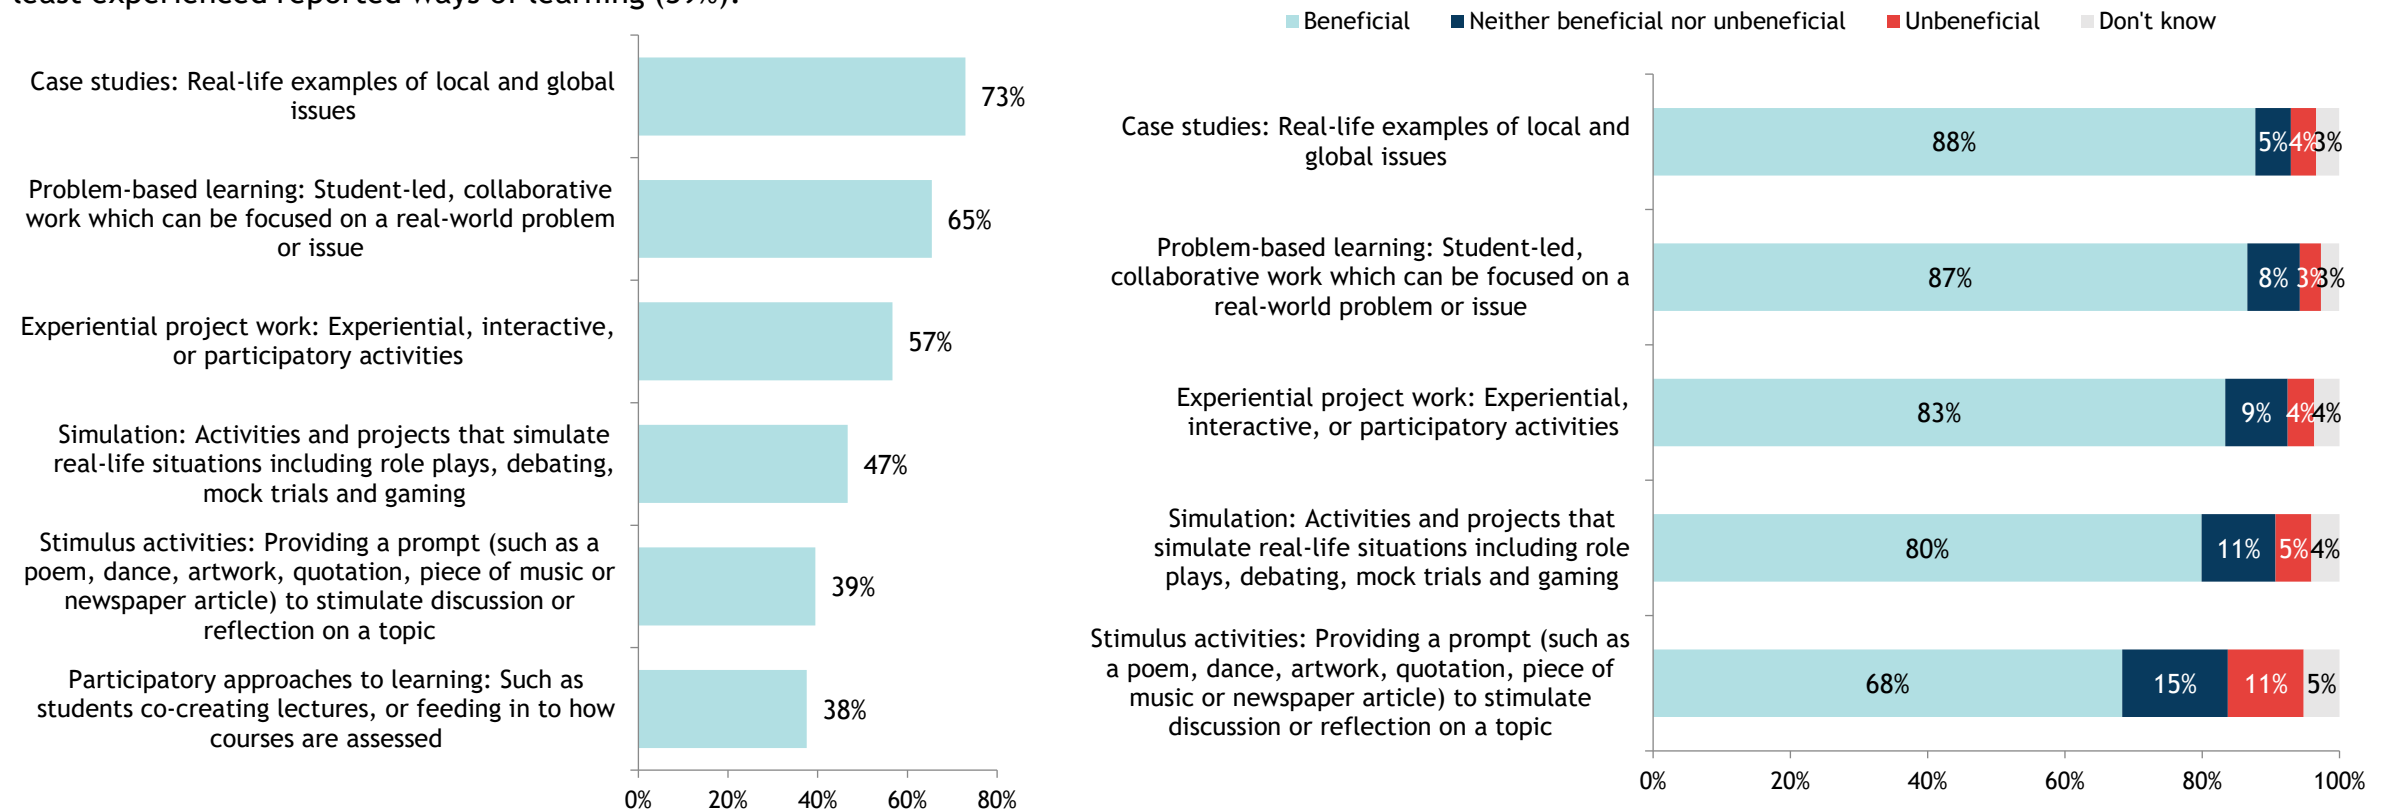 least experienced reported ways of learning (39%).
Case studies: Real-life examples of local and global
issues
73%
Problem-based learning: Student-led, collaborative
work which can be focused on a real-world problem
or issue
65%
Experiential project work: Experiential, interactive,
or participatory activities
57%
Simulation: Activities and projects that simulate
real-life situations including role plays, debating,
mock trials and gaming
47%
Stimulus activities: Providing a prompt (such as a
poem, dance, artwork, quotation, piece of music or
newspaper article) to stimulate discussion or
reflection on a topic
39%
Participatory approaches to learning: Such as
students co-creating lectures, or feeding in to how
courses are assessed
38%
0% 20% 40% 60% 80%
Beneficial Neither beneficial nor unbeneficial Unbeneficial Don't know
Case studies: Real-life examples of local and
global issues
88% 5% 4% 3%
Problem-based learning: Student-led,
collaborative work which can be focused on a
real-world problem or issue
87% 8% 3% 3%
Experiential project work: Experiential,
interactive, or participatory activities
83% 9% 4% 4%
Simulation: Activities and projects that
simulate real-life situations including role
plays, debating, mock trials and gaming
80% 11% 5% 4%
Stimulus activities: Providing a prompt (such as
a poem, dance, artwork, quotation, piece of
music or newspaper article) to stimulate
discussion or reflection on a topic
68% 15% 11% 5%
0% 20% 40% 60% 80% 100%